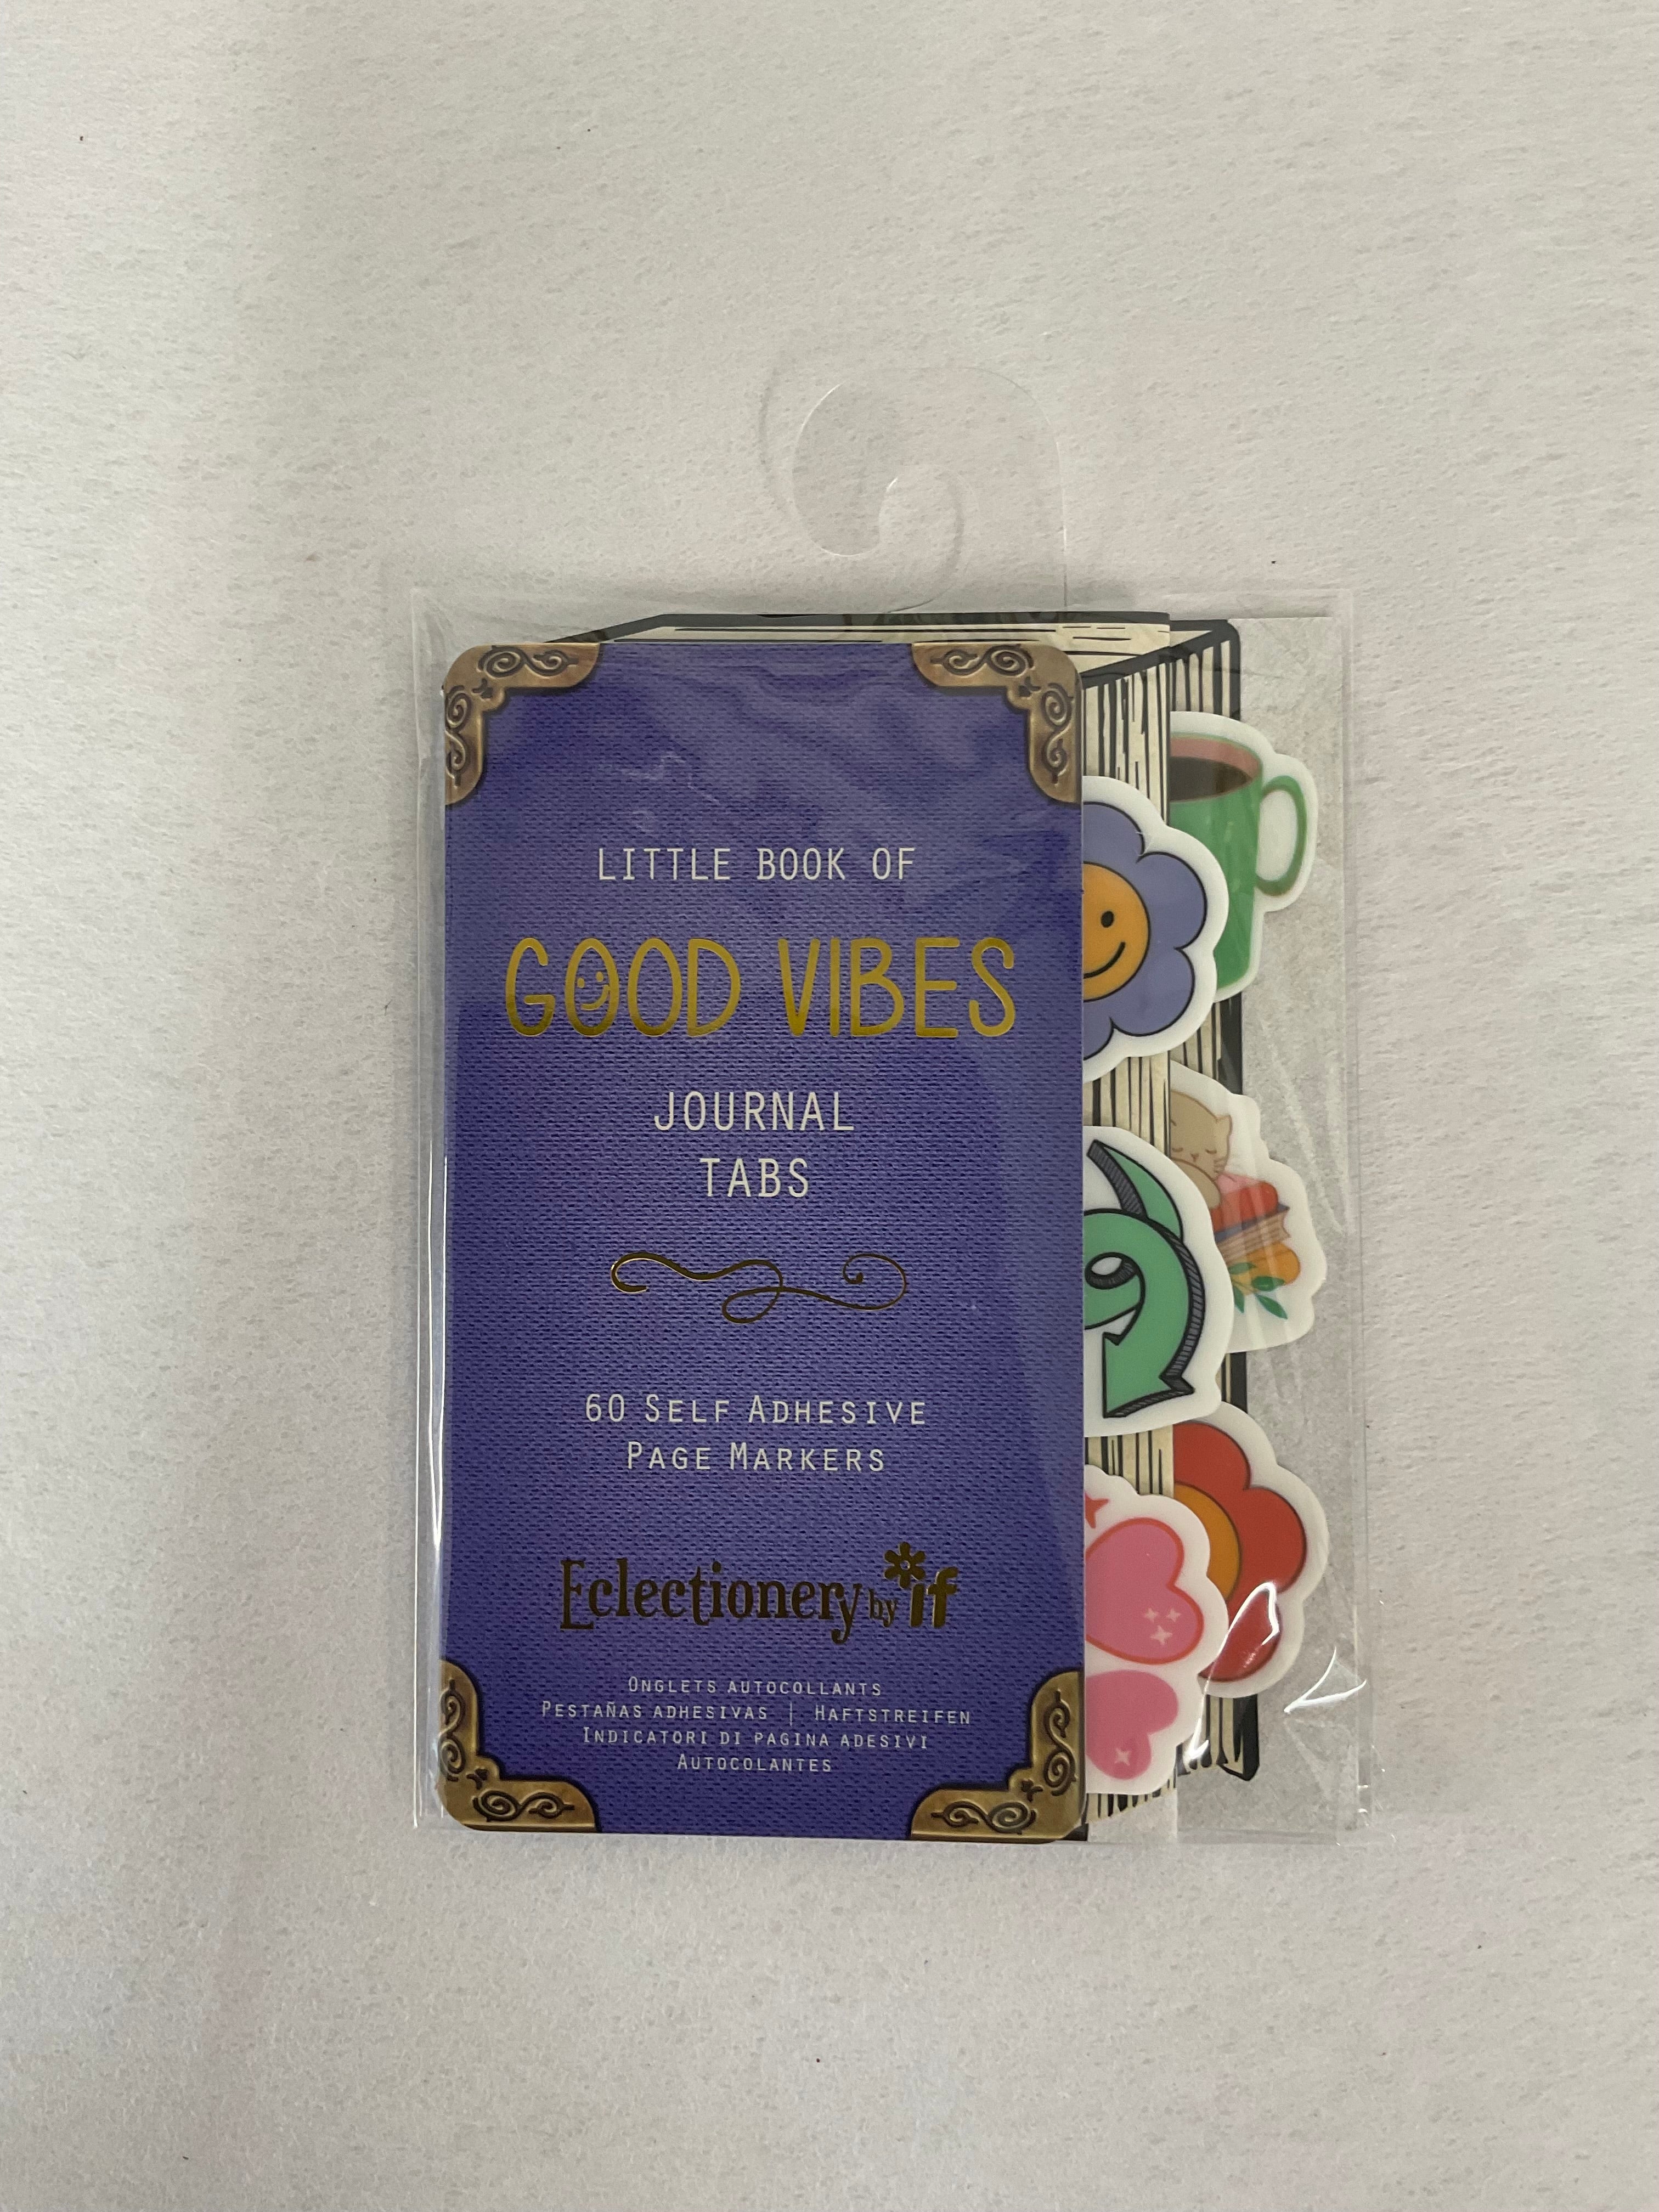 LITTLE BOOK OF
GOOD VIBES
JOURNAL
TABS
60 SELF ADHESIVE
PAGE MARKERS
Eclectionery by if
ONGLETS AUTOCOLLANTS
PESTAÑAS ADHESIVAS | HAFTSTREIFEN
INDICATORI DI PAGINA ADESIVI
AUTOCOLANTES